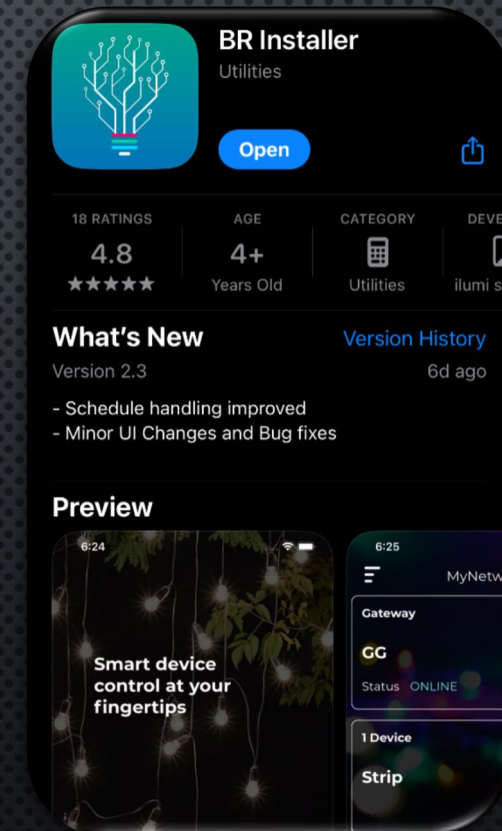 BR Installer
Utilities
Open
18 RATINGS
AGE
CATEGORY
4.8
4+
Years Old
Utilities
ilumi s
What's New
Version History
Version 2.3
6d ago
- Schedule handling improved
- Minor UI Changes and Bug fixes
Preview
6:24
Smart device
control at your
fingertips
6:25
Gateway
GG
Status ONLINE
1 Device
Strip